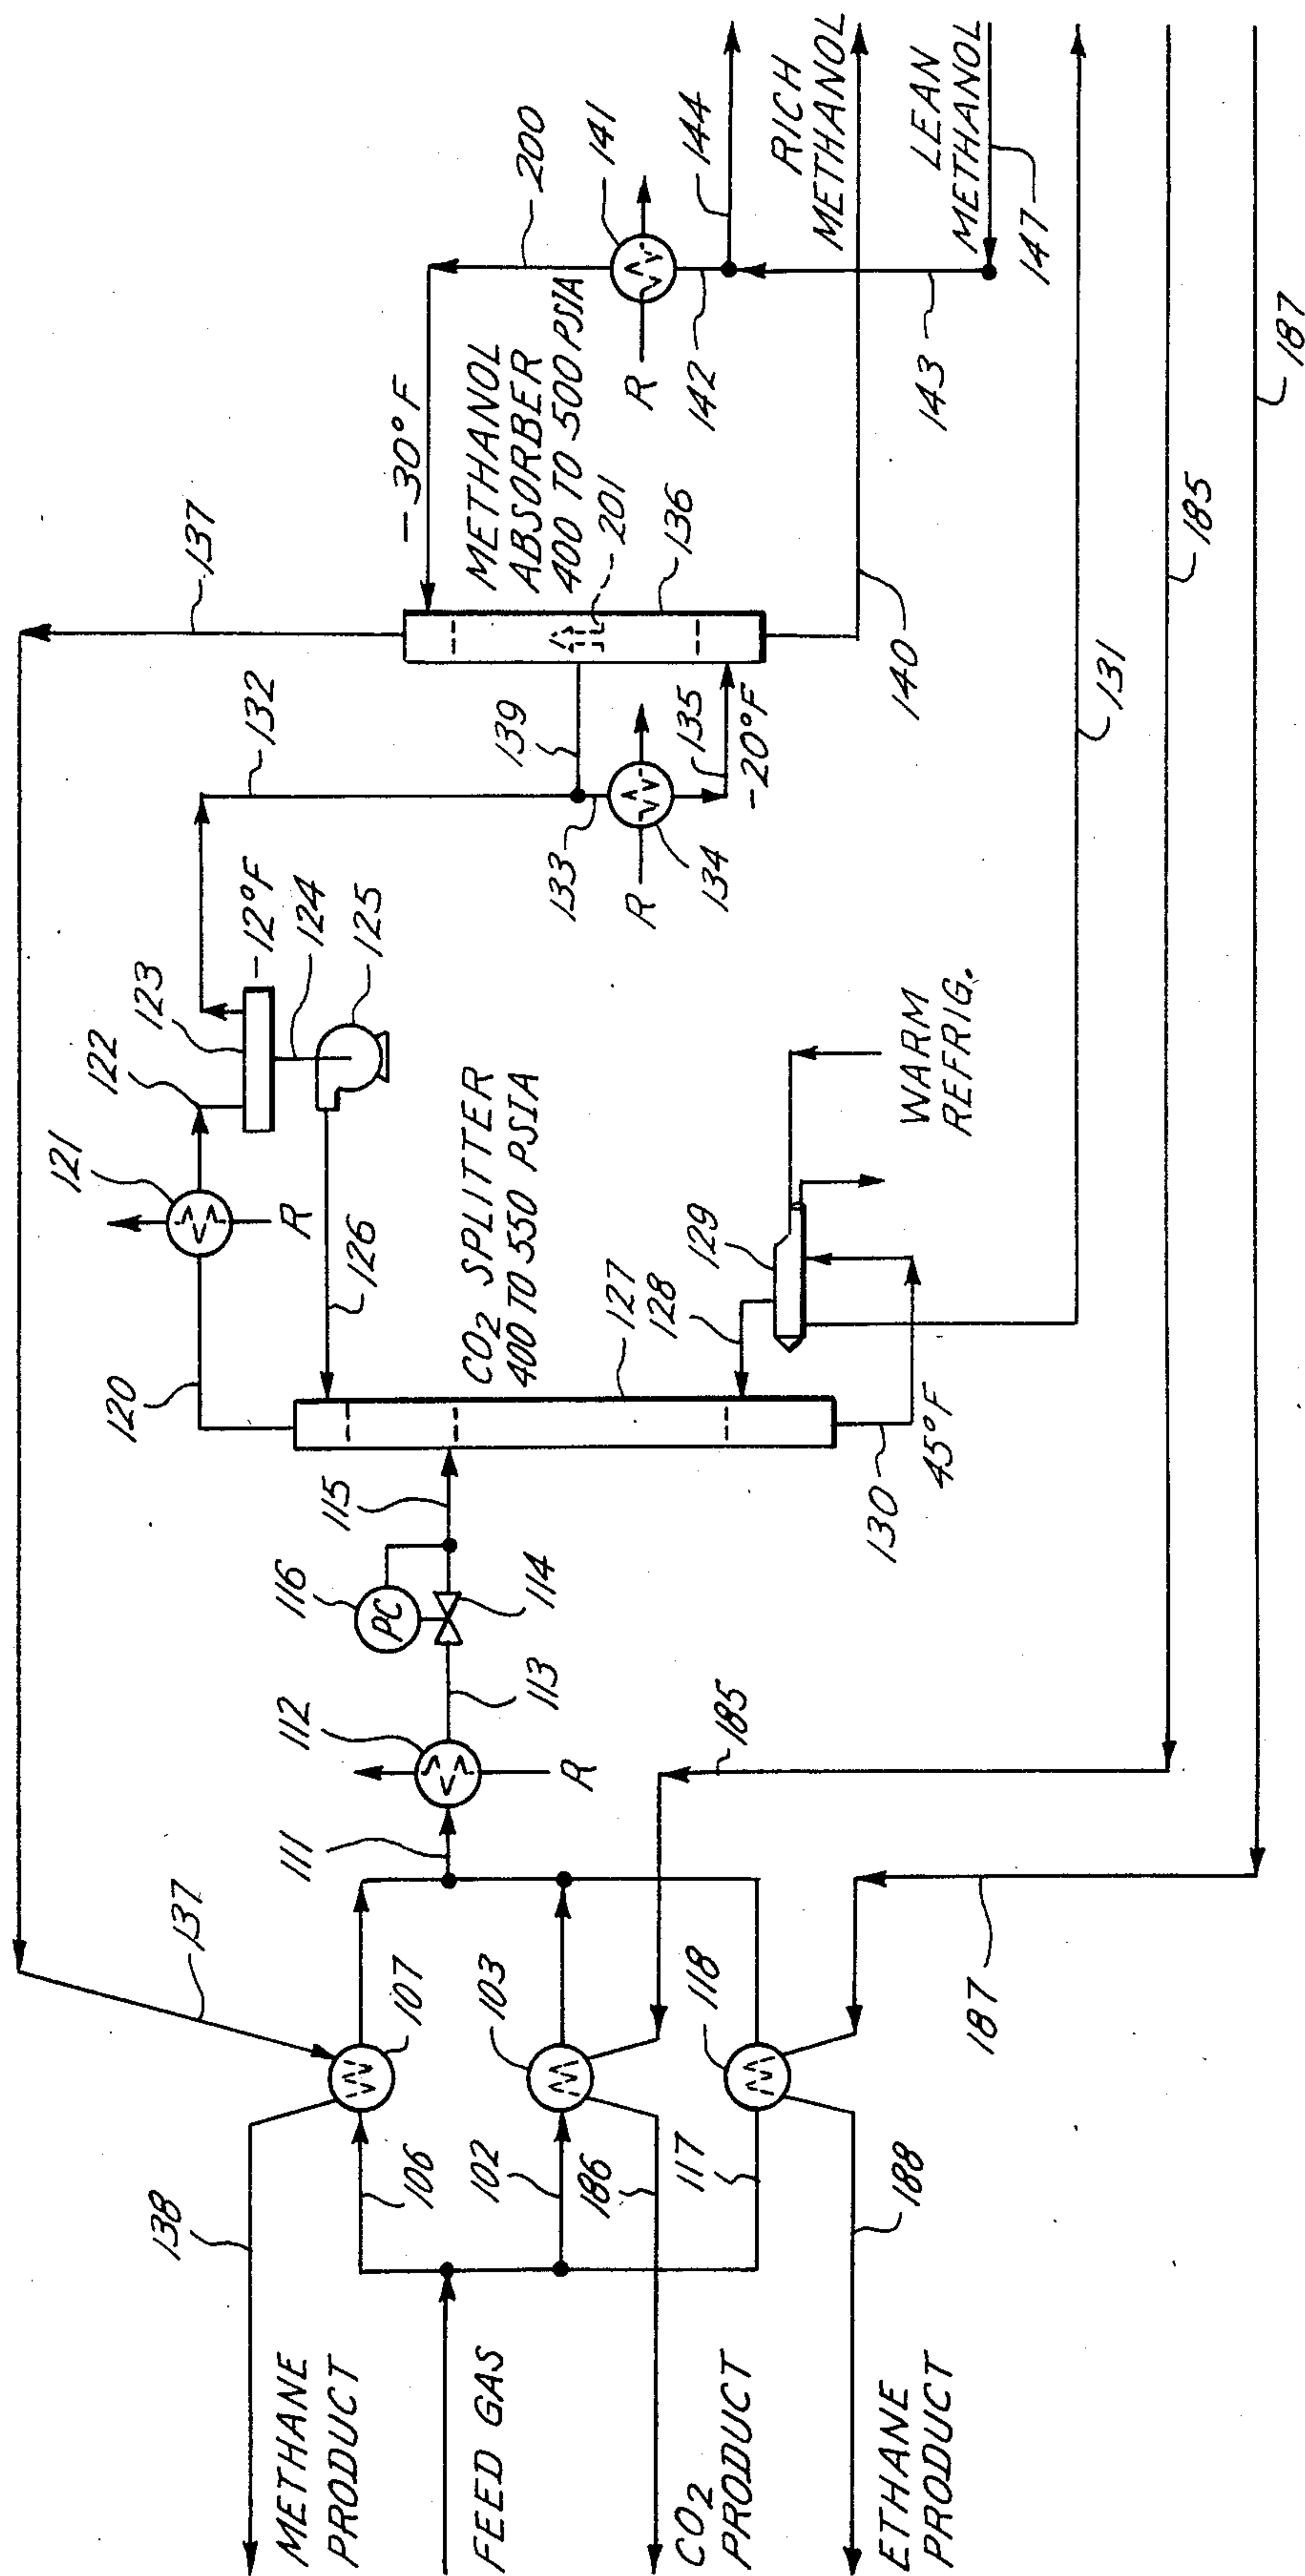 137
138
METHANE
PRODUCT
106
107
137
FEED GAS
102
103
CO2
PRODUCT
186
185
117
118
ETHANE
PRODUCT
188
187
111
112
R
113
114
PC
116
115
120
121
R
122
123
-12°F
124
125
126
CO2 SPLITTER
400 TO 550 PSIA
127
128
129
130
45°F
WARM
REFRIG.
131
132
133
R
134
135
-20°F
139
136
201
METHANOL
ABSORBER
400 TO 500 PSIA
-30°F
200
R
141
142
144
143
140
RICH
METHANOL
LEAN
METHANOL
147
185
187